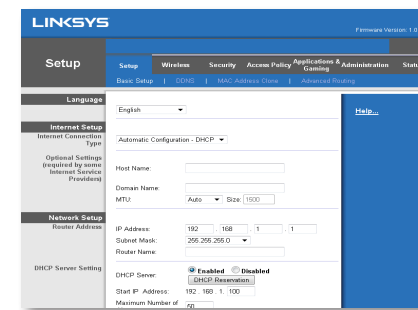 LINKSYS
Firmware Version: 1.0
Setup
Setup Wireless Security Access Policy Applications & Gaming Administration Statu
Basic Setup | DDNS | MAC Address Clone | Advanced Routing
Language
English
Help...
Internet Setup
Internet Connection Type
Automatic Configuration - DHCP
Optional Settings
(required by some
Internet Service
Providers)
Host Name:
Domain Name:
MTU: Auto Size: 1500
Network Setup
Router Address
IP Address: 192 . 168 . 1 . 1
Subnet Mask: 255.255.255.0
Router Name:
DHCP Server Setting
DHCP Server: Enabled Disabled
DHCP Reservation
Start IP Address: 192 . 168 . 1. 100
Maximum Number of 50